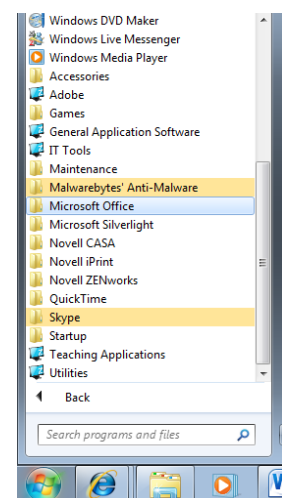 Windows DVD Maker
Windows Live Messenger
Windows Media Player
Accessories
Adobe
Games
General Application Software
IT Tools
Maintenance
Malwarebytes' Anti-Malware
Microsoft Office
Microsoft Silverlight
Novell CASA
Novell iPrint
Novell ZENworks
QuickTime
Skype
Startup
Teaching Applications
Utilities
Back
Search programs and files